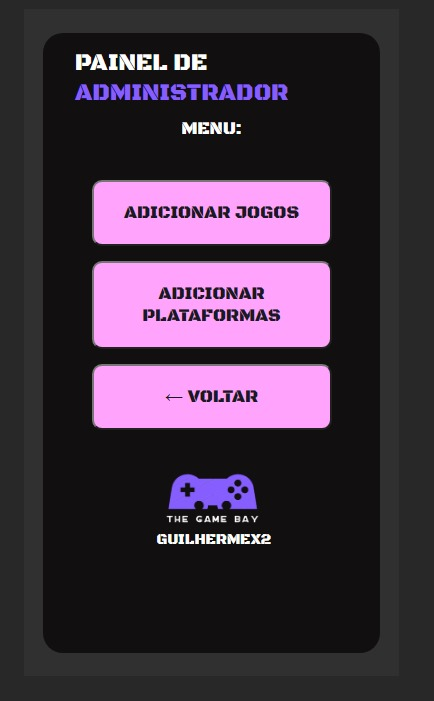 PAINEL DE
ADMINISTRADOR
MENU:
ADICIONAR JOGOS
ADICIONAR
PLATAFORMAS
← VOLTAR
THE GAME BAY
GUILHERMEX2